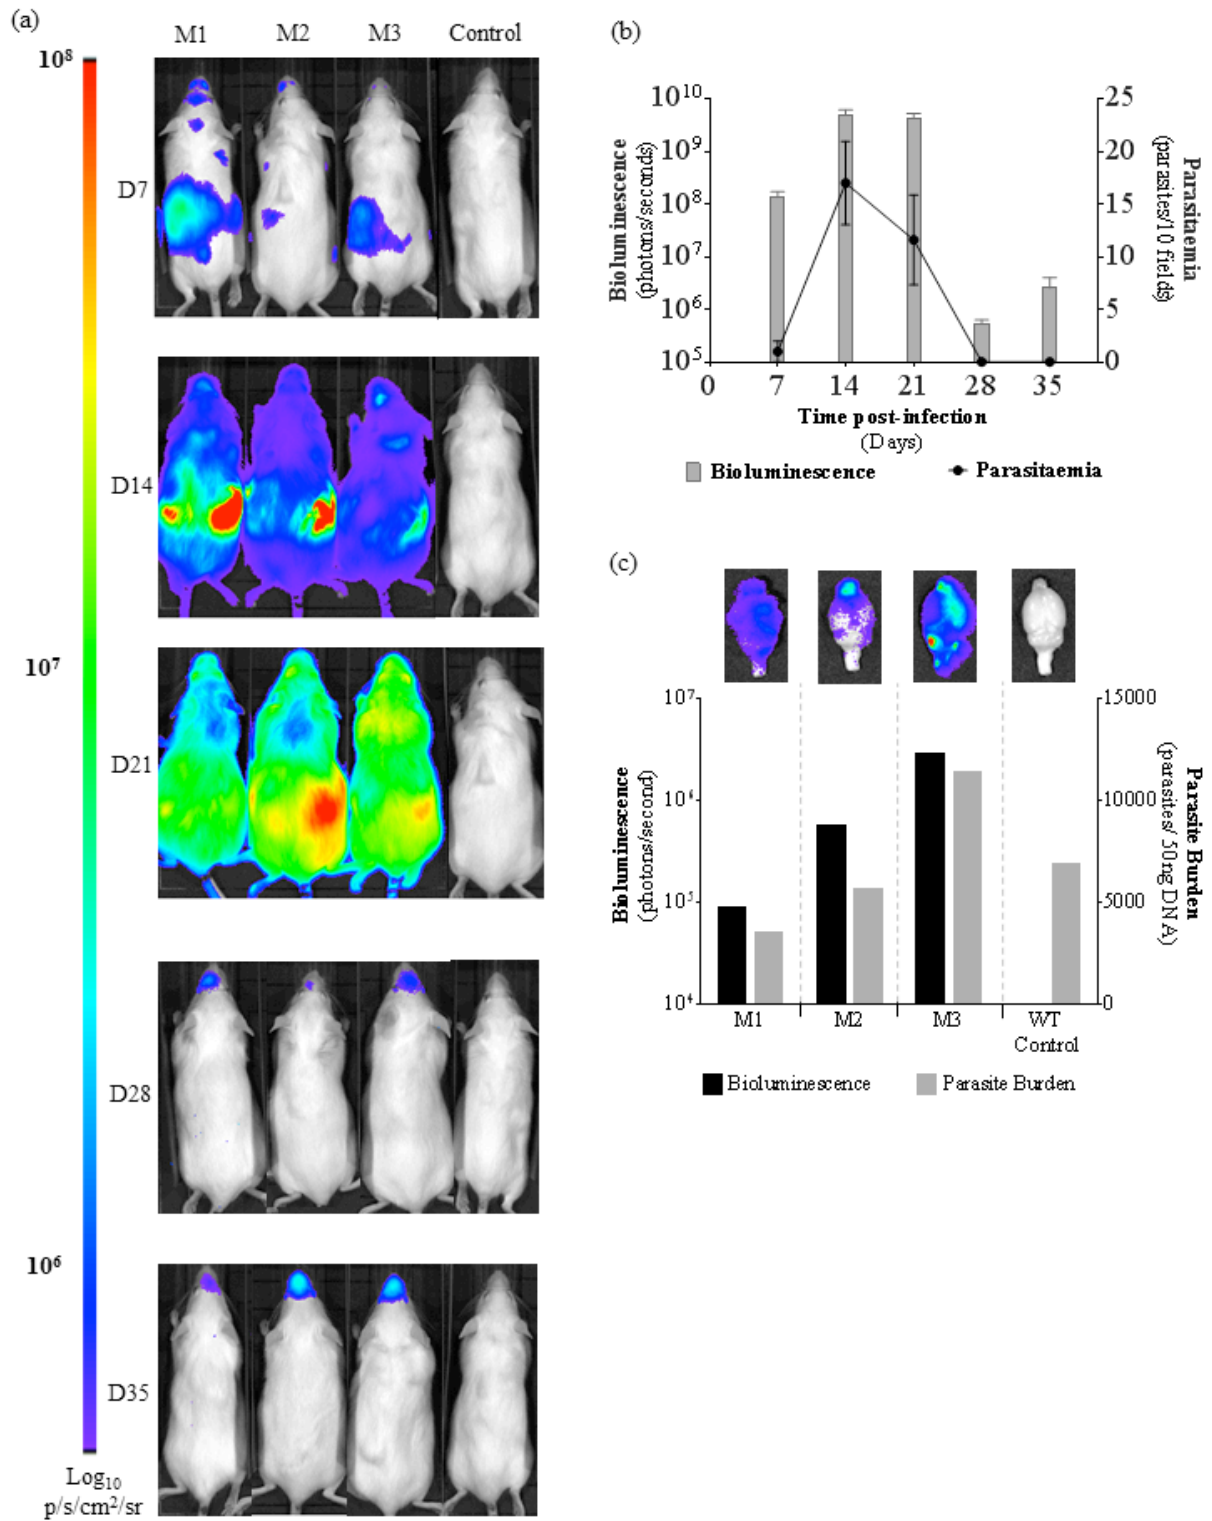 (a)
M1 M2 M3 Control
10⁸
D7
D14
10⁷
D21
D28
10⁶
D35
Log₁₀
p/s/cm²/sr
(b)
Bioluminescence
(photons/seconds)
10¹⁰
10⁹
10⁸
10⁷
10⁶
10⁵
25
20
15
10
5
0
Parasitaemia
(parasites/10 fields)
0 7 14 21 28 35
Time post-infection
(Days)
Bioluminescence Parasitaemia
(c)
Bioluminescence
(photons/second)
10⁷
10⁶
10⁵
10⁴
15000
10000
5000
0
Parasite Burden
(parasites/ 50ng DNA)
M1 M2 M3 WT
Control
Bioluminescence Parasite Burden